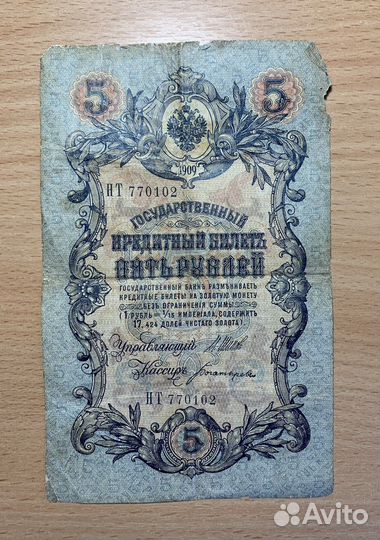 5 5
1909
НТ 770102
ГОСУДАРСТВЕННЫЙ
КРЕДИТНЫЙ БИЛЕТЪ
ПЯТЬ РУБЛЕЙ
ГОСУДАРСТВЕННЫЙ БАНКЪ РАЗМѢНИВАЕТЪ
КРЕДИТНЫЕ БИЛЕТЫ НА ЗОЛОТУЮ МОНЕТУ
БЕЗЪ ОГРАНИЧЕНІЯ СУММЫ
(1 РУБЛЬ = 1/15 ИМПЕРІАЛА, СОДЕРЖИТЪ
17,424 ДОЛЕЙ ЧИСТАГО ЗОЛОТА)
Управляющій
Кассиръ
НТ 770102
5
Avito